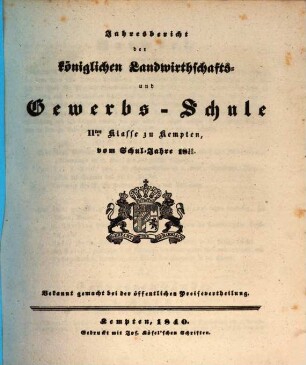 Jahresbericht
der
königlichen Landwirthschafts-
und
Gewerbs-Schule
IIter Klasse zu Kempten,
vom Schul-Jahre
Bekannt gemacht bei der öffentlichen Preisevertheilung.
Kempten, 1840.
Gedruckt mit Jos. Kösel'schen Schriften.